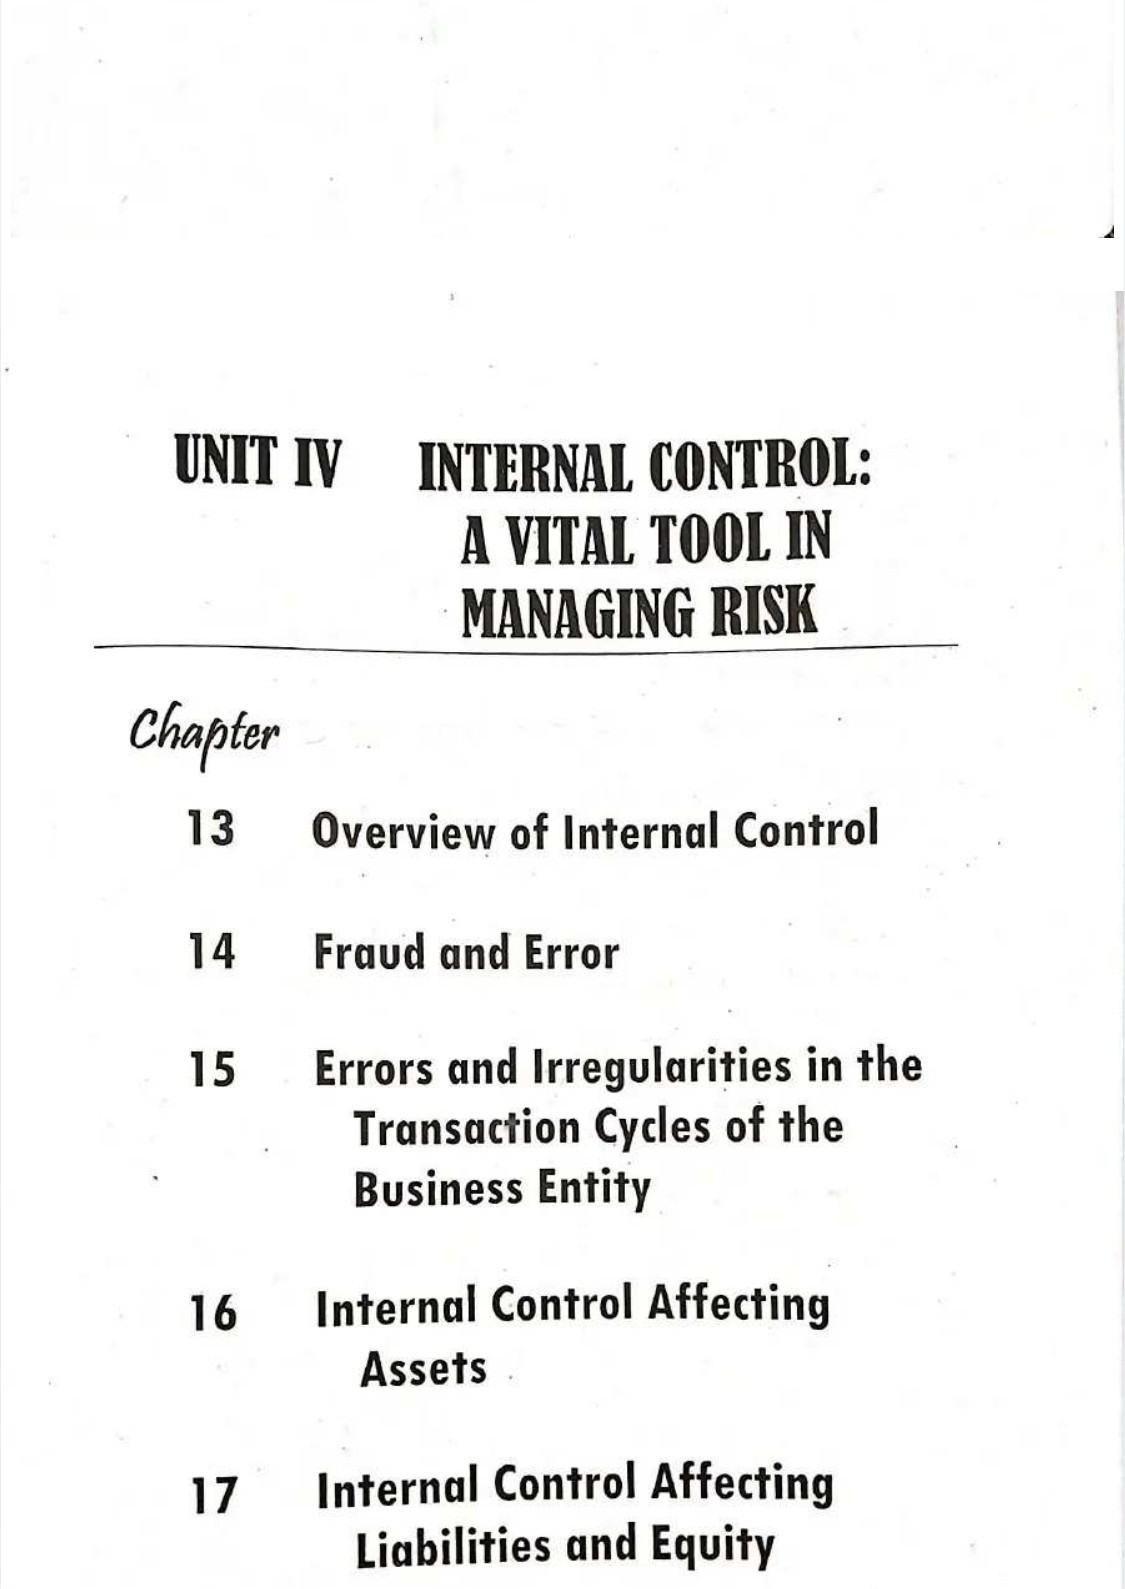 UNIT IV INTERNAL CONTROL:
A VITAL TOOL IN
MANAGING RISK
Chapter
13 Overview of Internal Control
14 Fraud and Error
15 Errors and Irregularities in the
Transaction Cycles of the
Business Entity
16 Internal Control Affecting
Assets
17 Internal Control Affecting
Liabilities and Equity